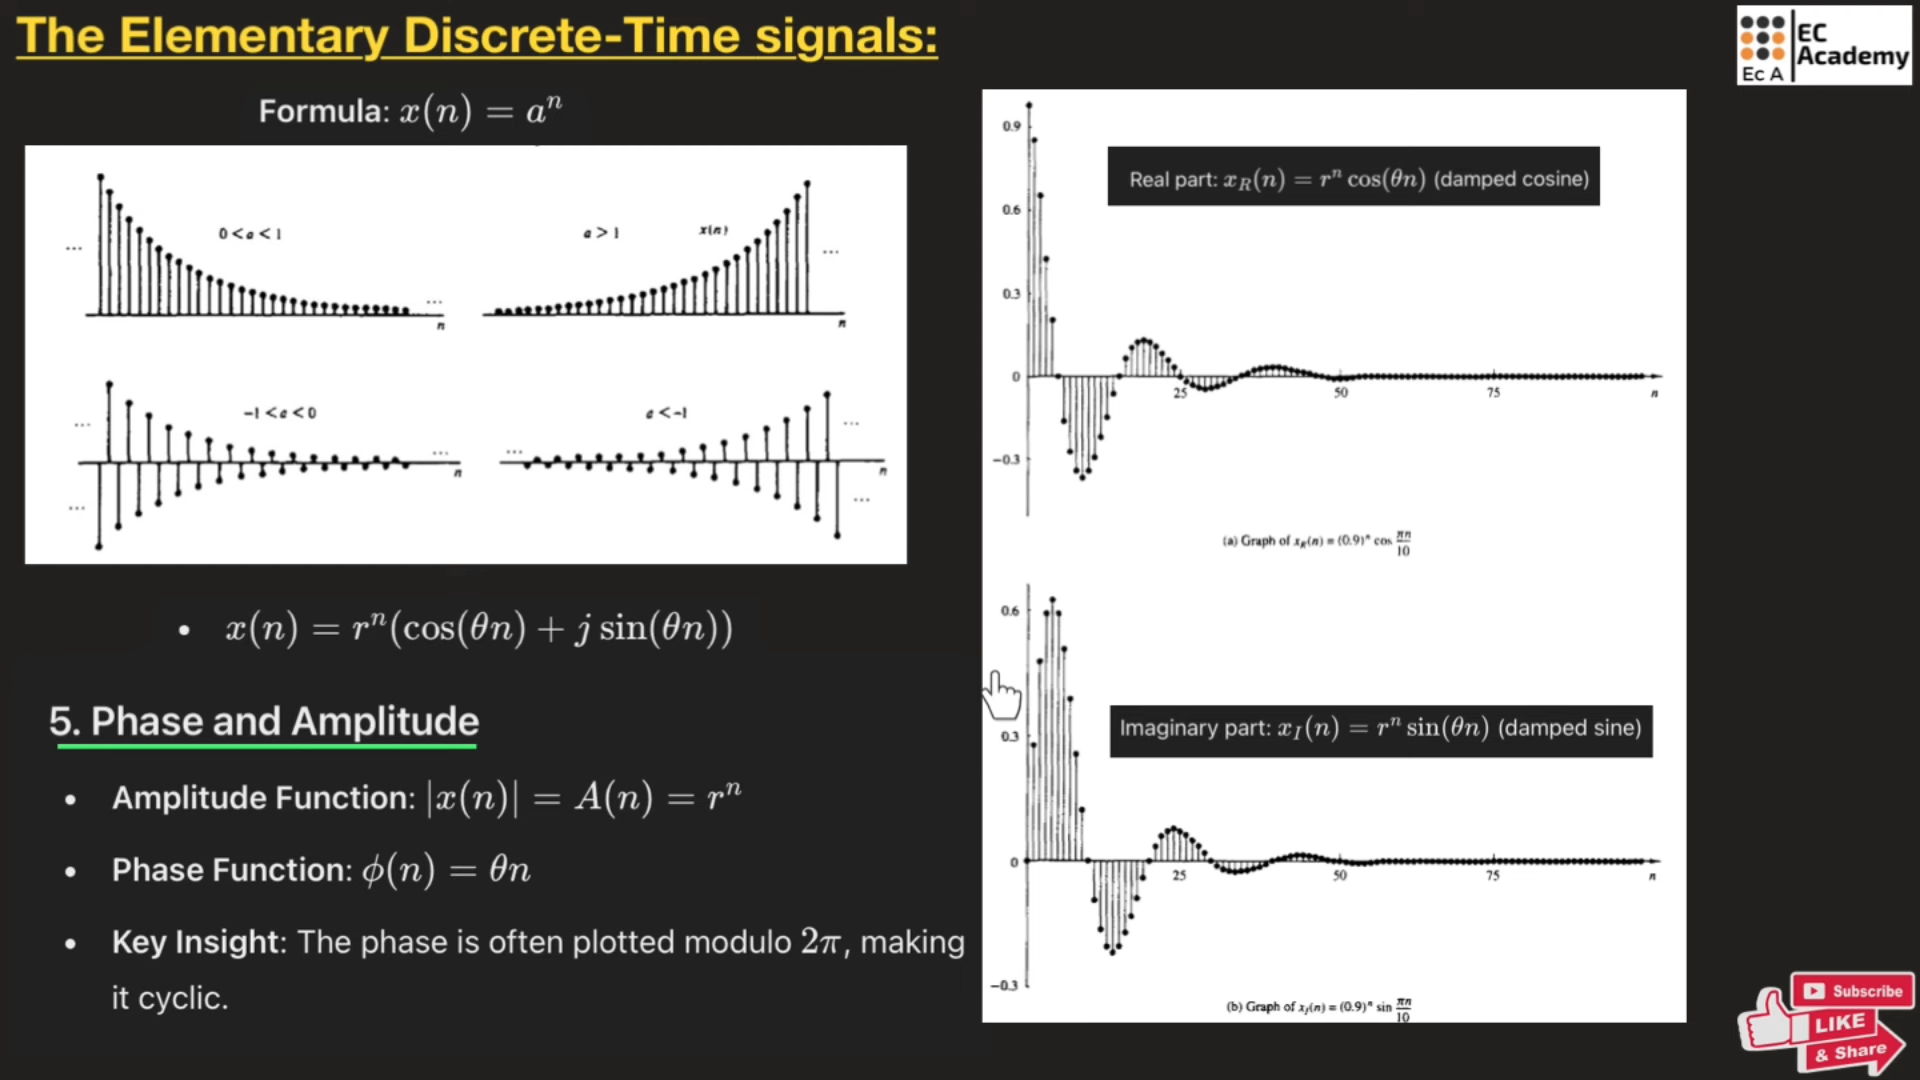 The Elementary Discrete-Time signals:
EC
Academy
Ec A
Formula: x(n) = aⁿ
0 < a < 1
a > 1
x(n)
...
...
...
n
n
−1 < a < 0
a < −1
...
...
...
...
...
...
n
n
• x(n) = rⁿ(cos(θn) + j sin(θn))
5. Phase and Amplitude
• Amplitude Function: |x(n)| = A(n) = rⁿ
• Phase Function: ϕ(n) = θn
• Key Insight: The phase is often plotted modulo 2π, making
it cyclic.
0.9
Real part: x_R(n) = rⁿ cos(θn) (damped cosine)
0.6
0.3
0
25
50
75
n
−0.3
(a) Graph of x_R(n) = (0.9)ⁿ cos πn/10
0.6
Imaginary part: x_I(n) = rⁿ sin(θn) (damped sine)
0.3
0
25
50
75
n
−0.3
(b) Graph of x_I(n) = (0.9)ⁿ sin πn/10
Subscribe
LIKE
& Share